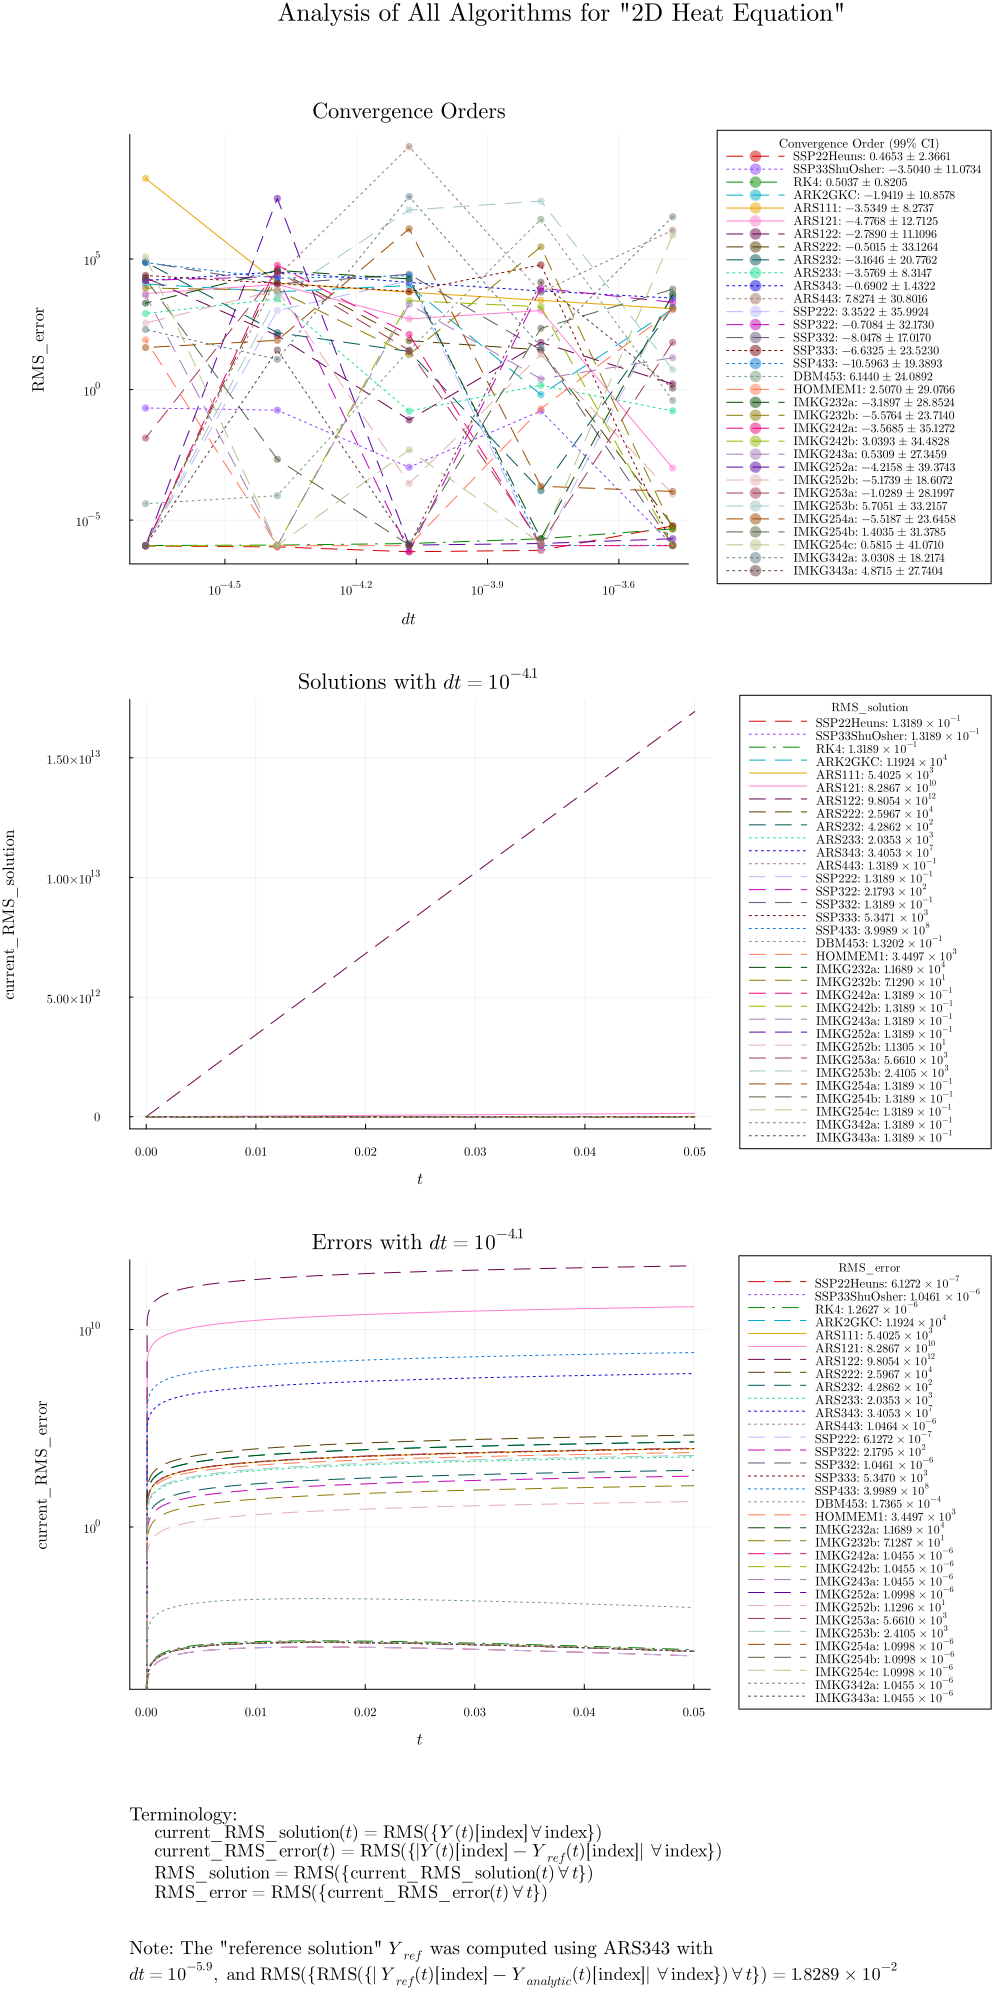 Analysis of All Algorithms for "2D Heat Equation"
Convergence Orders
RMS_error
10^5
10^0
10^−5
10^−4.5
10^−4.2
10^−3.9
10^−3.6
dt
Convergence Order (99% CI)
SSP22Heuns: 0.4653 ± 2.3661
SSP33ShuOsher: −3.5040 ± 11.0734
RK4: 0.5037 ± 0.8205
ARK2GKC: −1.9419 ± 10.8578
ARS111: −3.5349 ± 8.2737
ARS121: −4.7768 ± 12.7125
ARS122: −2.7890 ± 11.1096
ARS222: −0.5015 ± 33.1264
ARS232: −3.1646 ± 20.7762
ARS233: −3.5769 ± 8.3147
ARS343: −0.6902 ± 1.4322
ARS443: 7.8274 ± 30.8016
SSP222: 3.3522 ± 35.9924
SSP322: −0.7084 ± 32.1730
SSP332: −8.0478 ± 17.0170
SSP333: −6.6325 ± 23.5230
SSP433: −10.5963 ± 19.3893
DBM453: 6.1440 ± 24.0892
HOMMEM1: 2.5070 ± 29.0766
IMKG232a: −3.1897 ± 28.8524
IMKG232b: −5.5764 ± 23.7140
IMKG242a: −3.5685 ± 35.1272
IMKG242b: 3.0393 ± 34.4828
IMKG243a: 0.5309 ± 27.3459
IMKG252a: −4.2158 ± 39.3743
IMKG252b: −5.1739 ± 18.6072
IMKG253a: −1.0289 ± 28.1997
IMKG253b: 5.7051 ± 33.2157
IMKG254a: −5.5187 ± 23.6458
IMKG254b: 1.4035 ± 31.3785
IMKG254c: 0.5815 ± 41.0710
IMKG342a: 3.0308 ± 18.2174
IMKG343a: 4.8715 ± 27.7404
Solutions with dt = 10^−4.1
current_RMS_solution
1.50×10^13
1.00×10^13
5.00×10^12
0
0.00
0.01
0.02
0.03
0.04
0.05
t
RMS_solution
SSP22Heuns: 1.3189 × 10^−1
SSP33ShuOsher: 1.3189 × 10^−1
RK4: 1.3189 × 10^−1
ARK2GKC: 1.1924 × 10^4
ARS111: 5.4025 × 10^3
ARS121: 8.2867 × 10^10
ARS122: 9.8054 × 10^12
ARS222: 2.5967 × 10^4
ARS232: 4.2862 × 10^2
ARS233: 2.0353 × 10^3
ARS343: 3.4053 × 10^7
ARS443: 1.3189 × 10^−1
SSP222: 1.3189 × 10^−1
SSP322: 2.1793 × 10^2
SSP332: 1.3189 × 10^−1
SSP333: 5.3471 × 10^3
SSP433: 3.9989 × 10^8
DBM453: 1.3202 × 10^−1
HOMMEM1: 3.4497 × 10^3
IMKG232a: 1.1689 × 10^4
IMKG232b: 7.1290 × 10^1
IMKG242a: 1.3189 × 10^−1
IMKG242b: 1.3189 × 10^−1
IMKG243a: 1.3189 × 10^−1
IMKG252a: 1.3189 × 10^−1
IMKG252b: 1.1305 × 10^1
IMKG253a: 5.6610 × 10^3
IMKG253b: 2.4105 × 10^3
IMKG254a: 1.3189 × 10^−1
IMKG254b: 1.3189 × 10^−1
IMKG254c: 1.3189 × 10^−1
IMKG342a: 1.3189 × 10^−1
IMKG343a: 1.3189 × 10^−1
Errors with dt = 10^−4.1
current_RMS_error
10^10
10^0
0.00
0.01
0.02
0.03
0.04
0.05
t
RMS_error
SSP22Heuns: 6.1272 × 10^−7
SSP33ShuOsher: 1.0461 × 10^−6
RK4: 1.2627 × 10^−6
ARK2GKC: 1.1924 × 10^4
ARS111: 5.4025 × 10^3
ARS121: 8.2867 × 10^10
ARS122: 9.8054 × 10^12
ARS222: 2.5967 × 10^4
ARS232: 4.2862 × 10^2
ARS233: 2.0353 × 10^3
ARS343: 3.4053 × 10^7
ARS443: 1.0464 × 10^−6
SSP222: 6.1272 × 10^−7
SSP322: 2.1795 × 10^2
SSP332: 1.0461 × 10^−6
SSP333: 5.3470 × 10^3
SSP433: 3.9989 × 10^8
DBM453: 1.7365 × 10^−4
HOMMEM1: 3.4497 × 10^3
IMKG232a: 1.1689 × 10^4
IMKG232b: 7.1287 × 10^1
IMKG242a: 1.0455 × 10^−6
IMKG242b: 1.0455 × 10^−6
IMKG243a: 1.0455 × 10^−6
IMKG252a: 1.0998 × 10^−6
IMKG252b: 1.1296 × 10^1
IMKG253a: 5.6610 × 10^3
IMKG253b: 2.4105 × 10^3
IMKG254a: 1.0998 × 10^−6
IMKG254b: 1.0998 × 10^−6
IMKG254c: 1.0998 × 10^−6
IMKG342a: 1.0455 × 10^−6
IMKG343a: 1.0455 × 10^−6
Terminology:
current_RMS_solution(t) = RMS({Y(t)[index] ∀ index})
current_RMS_error(t) = RMS({|Y(t)[index] − Y_ref(t)[index]| ∀ index})
RMS_solution = RMS({current_RMS_solution(t) ∀ t})
RMS_error = RMS({current_RMS_error(t) ∀ t})
Note: The "reference solution" Y_ref was computed using ARS343 with
dt = 10^−5.9, and RMS({RMS({|Y_ref(t)[index] − Y_analytic(t)[index]| ∀ index}) ∀ t}) = 1.8289 × 10^−2